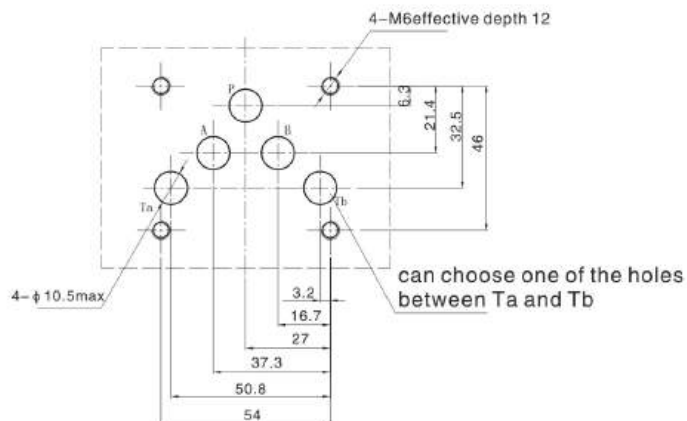 4-M6effective depth 12
P
6.3
A
B
21.4
32.5
46
Ta
Tb
4-ϕ10.5max
can choose one of the holes
between Ta and Tb
3.2
16.7
27
37.3
50.8
54